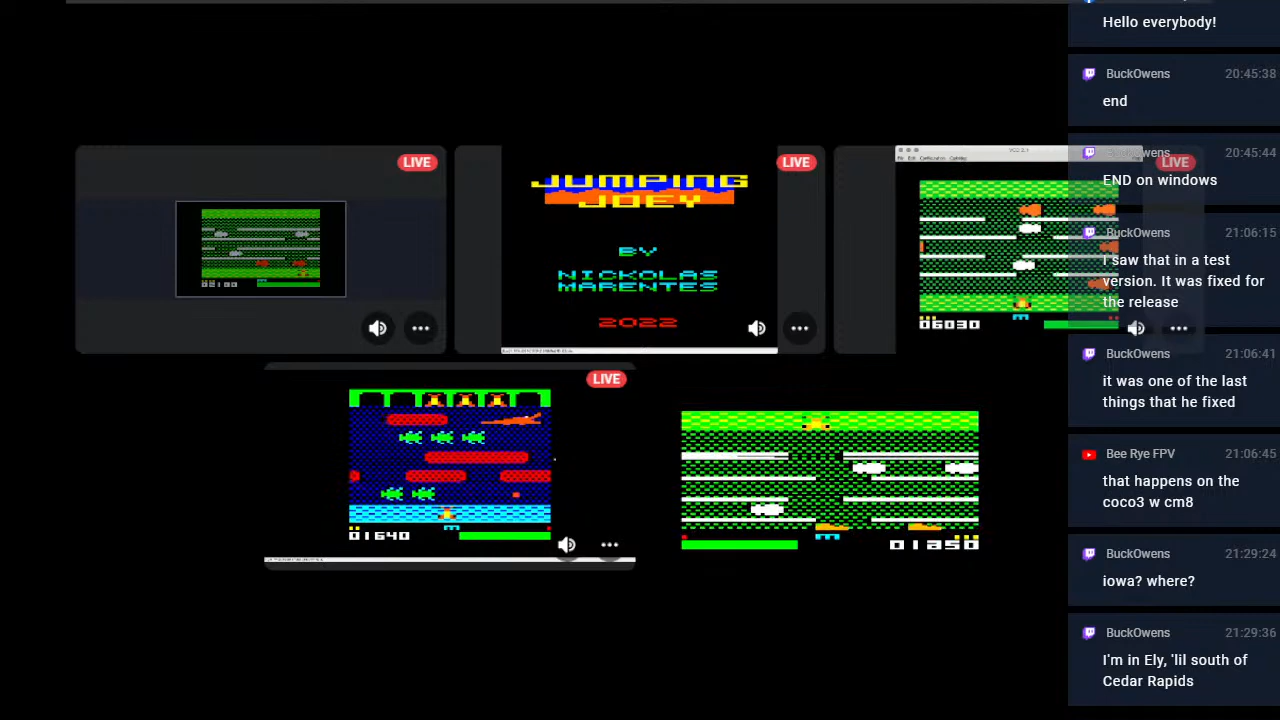 Hello everybody!
BuckOwens 20:45:38
end
BuckOwens 20:45:44
END on windows
BuckOwens 21:06:15
i saw that in a test
version. It was fixed for
the release
BuckOwens 21:06:41
it was one of the last
things that he fixed
Bee Rye FPV 21:06:45
that happens on the
coco3 w cm8
BuckOwens 21:29:24
iowa? where?
BuckOwens 21:29:36
I'm in Ely, 'lil south of
Cedar Rapids
LIVE
LIVE
JUMPING
JOEY
BY
NICKOLAS
MARENTES
2022
LIVE
06030
LIVE
01640
01850